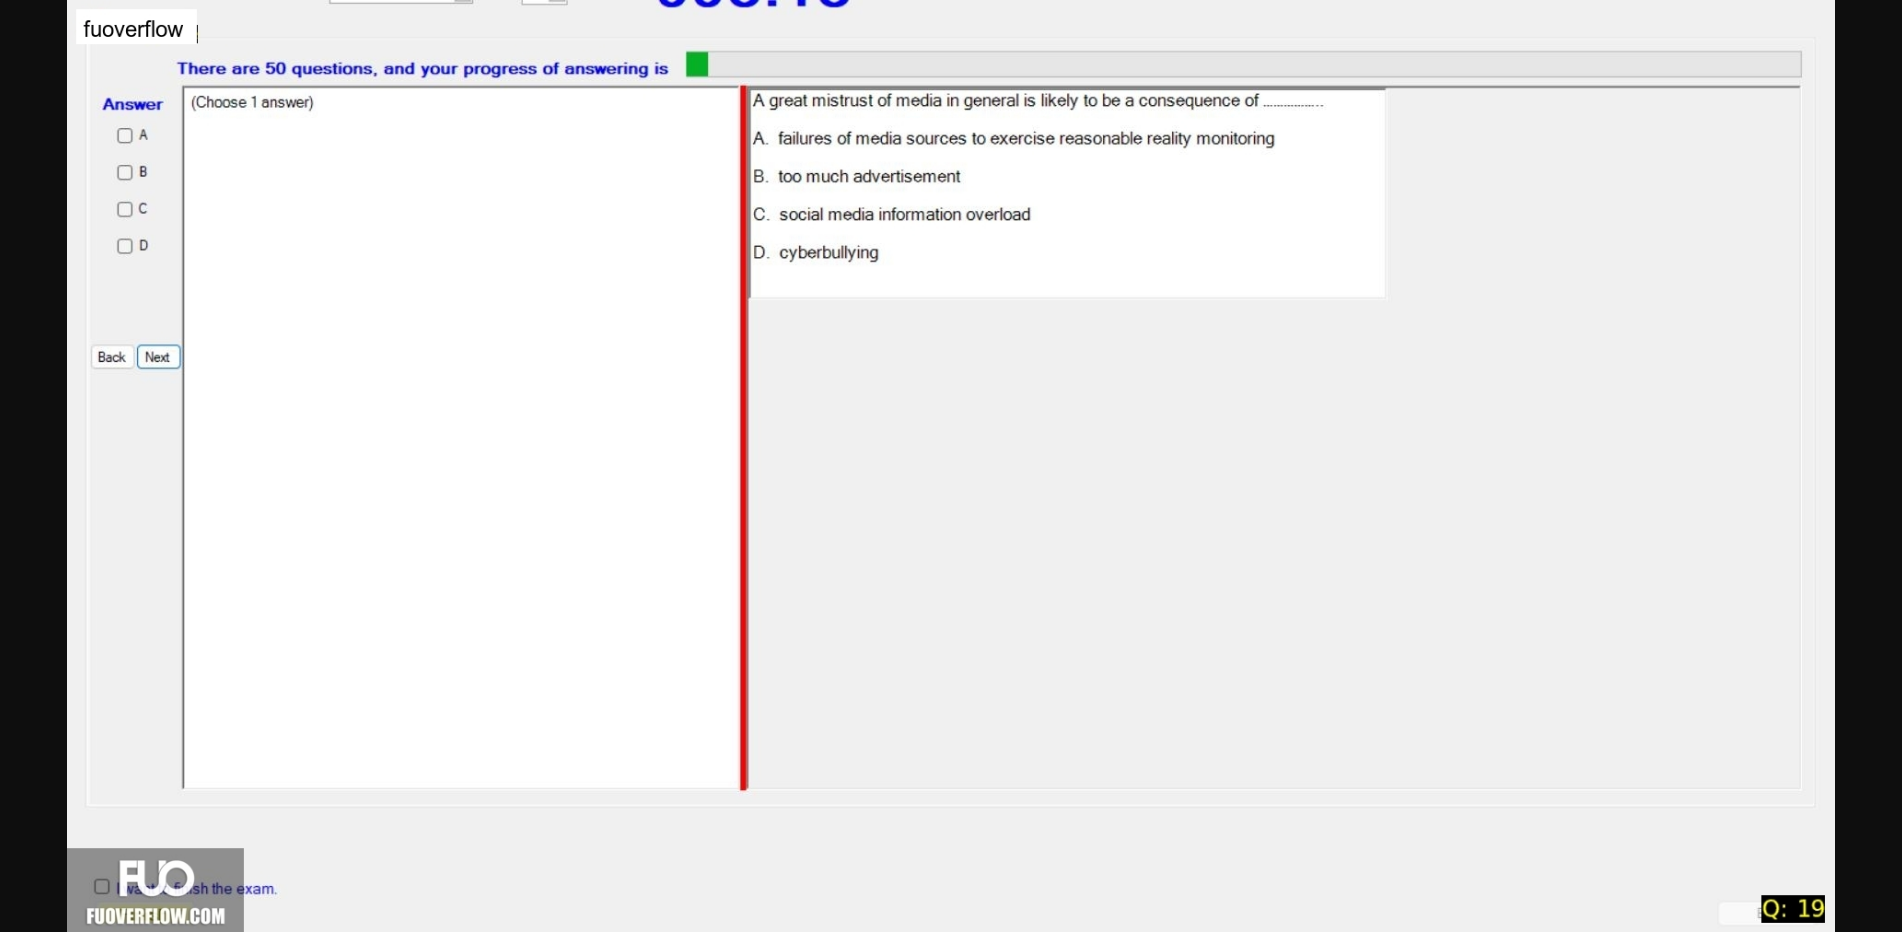 fuoverflow
There are 50 questions, and your progress of answering is
Answer
(Choose 1 answer)
A
B
C
D
Back Next
A great mistrust of media in general is likely to be a consequence of ................
A. failures of media sources to exercise reasonable reality monitoring
B. too much advertisement
C. social media information overload
D. cyberbullying
FUO
sh the exam.
FUOVERFLOW.COM
Q: 19